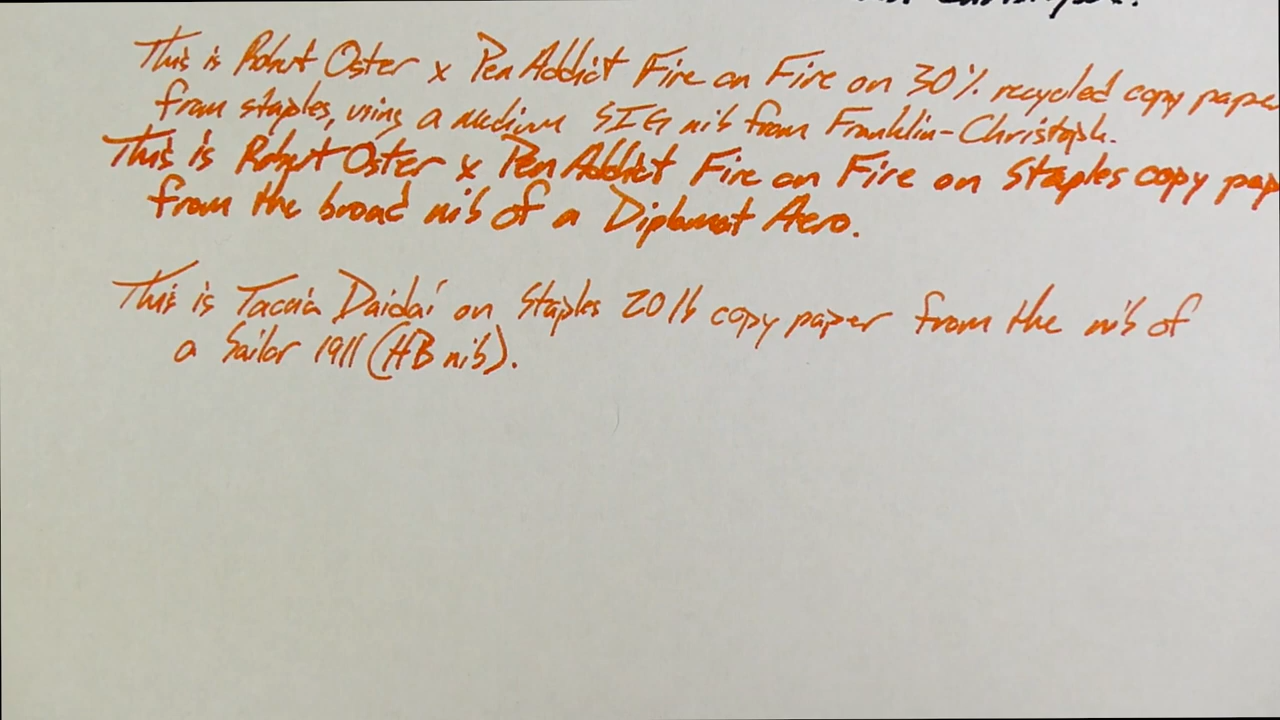 This is Robert Oster x Pen Addict Fire on Fire on 30% recycled copy pape
from staples, using a medium SIG nib from Franklin-Christoph.
This is Robert Oster x Pen Addict Fire on Fire on Staples copy pap
from the broad nib of a Diplomat Aero.
This is Taccia Daidai on Staples 20 lb copy paper from the nib of
a Sailor 1911 (HB nib).